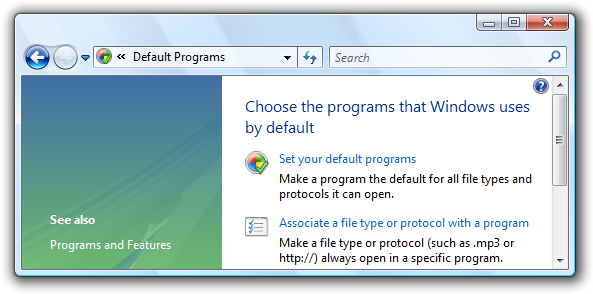 « Default Programs
Search
Choose the programs that Windows uses
by default
Set your default programs
Make a program the default for all file types and
protocols it can open.
Associate a file type or protocol with a program
Make a file type or protocol (such as .mp3 or
http://) always open in a specific program.
See also
Programs and Features